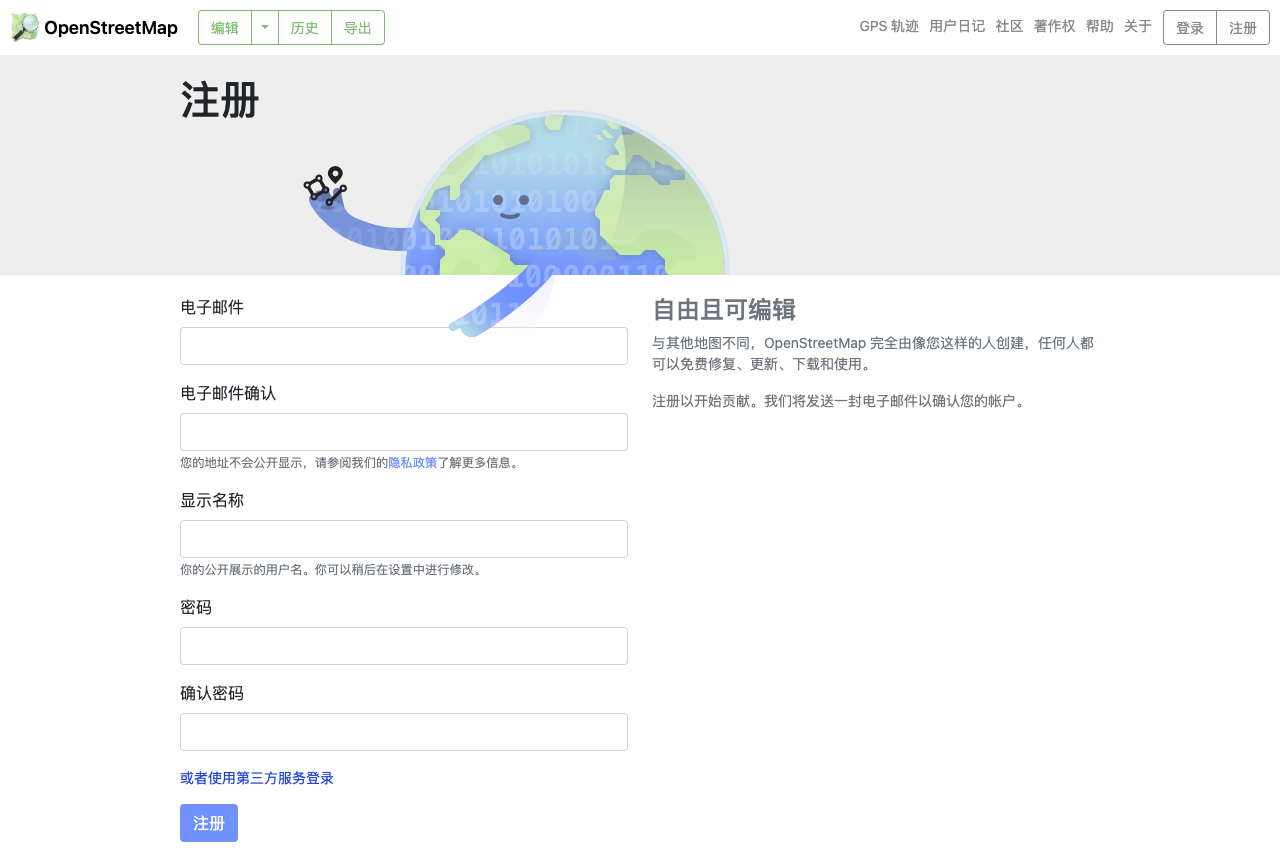 OpenStreetMap
编辑
历史
导出
GPS 轨迹
用户日记
社区
著作权
帮助
关于
登录
注册
注册
电子邮件
电子邮件确认
您的地址不会公开显示，请参阅我们的隐私政策了解更多信息。
显示名称
你的公开展示的用户名。你可以稍后在设置中进行修改。
密码
确认密码
或者使用第三方服务登录
注册
自由且可编辑
与其他地图不同，OpenStreetMap 完全由像您这样的人创建，任何人都
可以免费修复、更新、下载和使用。
注册以开始贡献。我们将发送一封电子邮件以确认您的帐户。